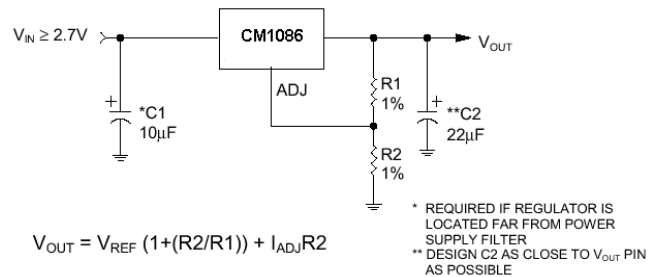 V_IN ≥ 2.7V
CM1086
V_OUT
ADJ
*C1
10µF
R1
1%
**C2
22µF
R2
1%
V_OUT = V_REF (1+(R2/R1)) + I_ADJR2
* REQUIRED IF REGULATOR IS
LOCATED FAR FROM POWER
SUPPLY FILTER
** DESIGN C2 AS CLOSE TO V_OUT PIN
AS POSSIBLE